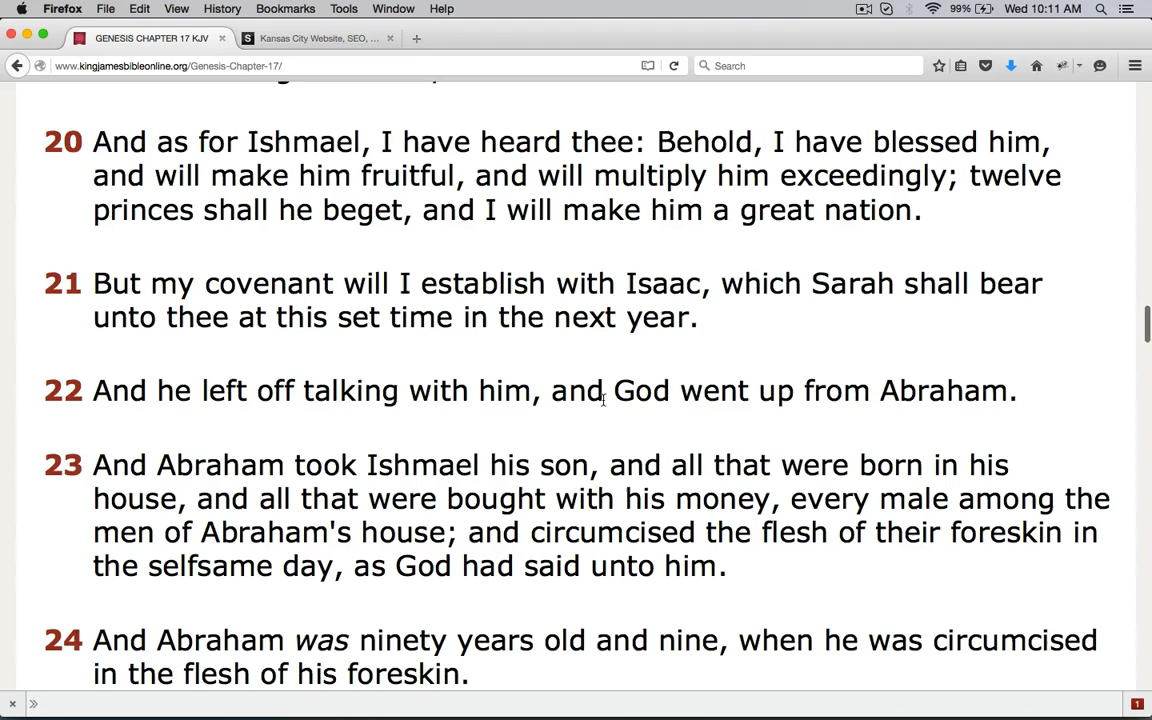 Firefox File Edit View History Bookmarks Tools Window Help 99% Wed 10:11 AM
GENESIS CHAPTER 17 KJV × S Kansas City Website, SEO, ... × +
www.kingjamesbibleonline.org/Genesis-Chapter-17/ Search
20 And as for Ishmael, I have heard thee: Behold, I have blessed him,
and will make him fruitful, and will multiply him exceedingly; twelve
princes shall he beget, and I will make him a great nation.
21 But my covenant will I establish with Isaac, which Sarah shall bear
unto thee at this set time in the next year.
22 And he left off talking with him, and God went up from Abraham.
23 And Abraham took Ishmael his son, and all that were born in his
house, and all that were bought with his money, every male among the
men of Abraham's house; and circumcised the flesh of their foreskin in
the selfsame day, as God had said unto him.
24 And Abraham was ninety years old and nine, when he was circumcised
in the flesh of his foreskin.
× » 1